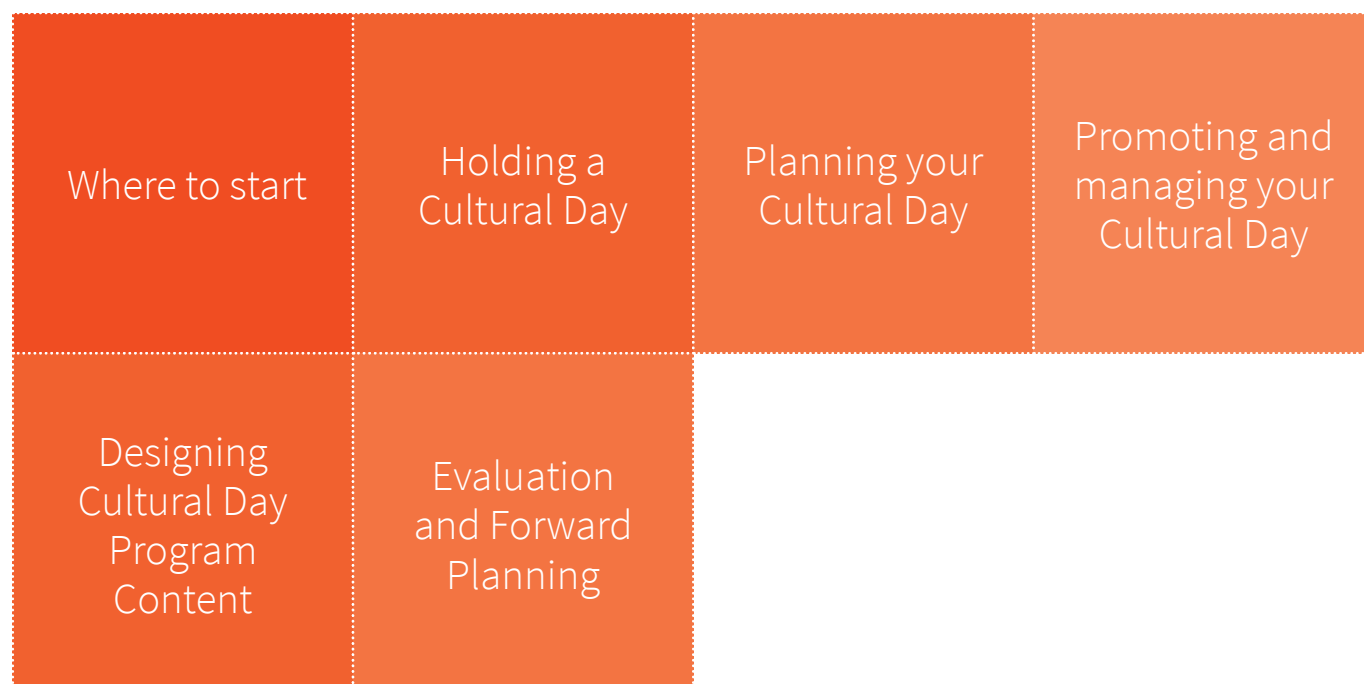 Where to start
Holding a
Cultural Day
Planning your
Cultural Day
Promoting and
managing your
Cultural Day
Designing
Cultural Day
Program
Content
Evaluation
and Forward
Planning